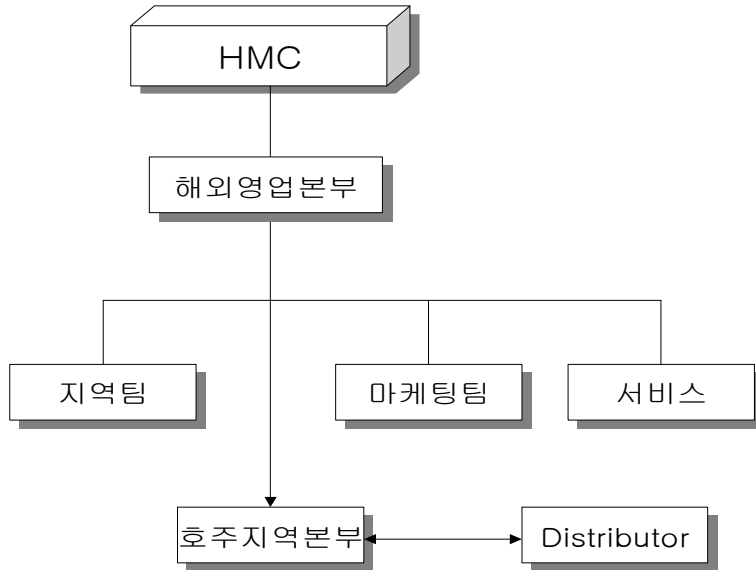 HMC
해외영업본부
지역팀
마케팅팀
서비스
호주지역본부
Distributor